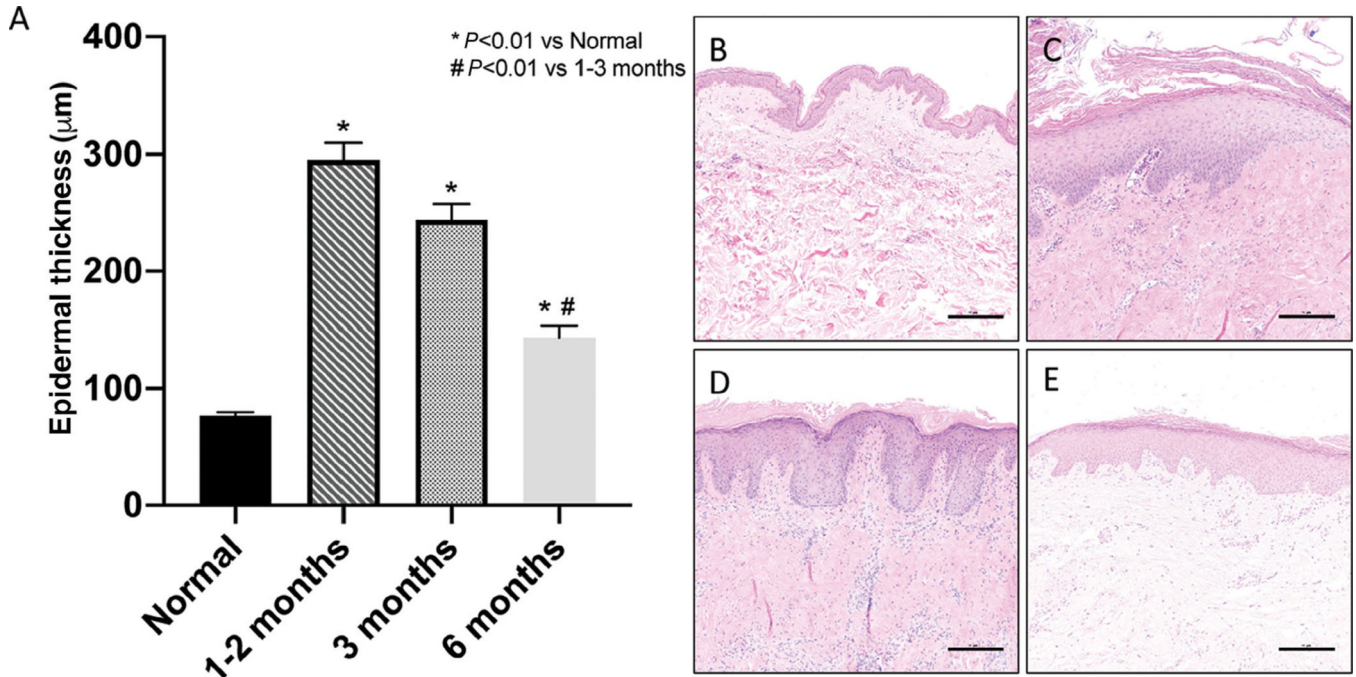 A
400
300
200
100
0
Epidermal thickness (µm)
* P<0.01 vs Normal
# P<0.01 vs 1-3 months
*
*
* #
Normal
1-2 months
3 months
6 months
B
C
D
E